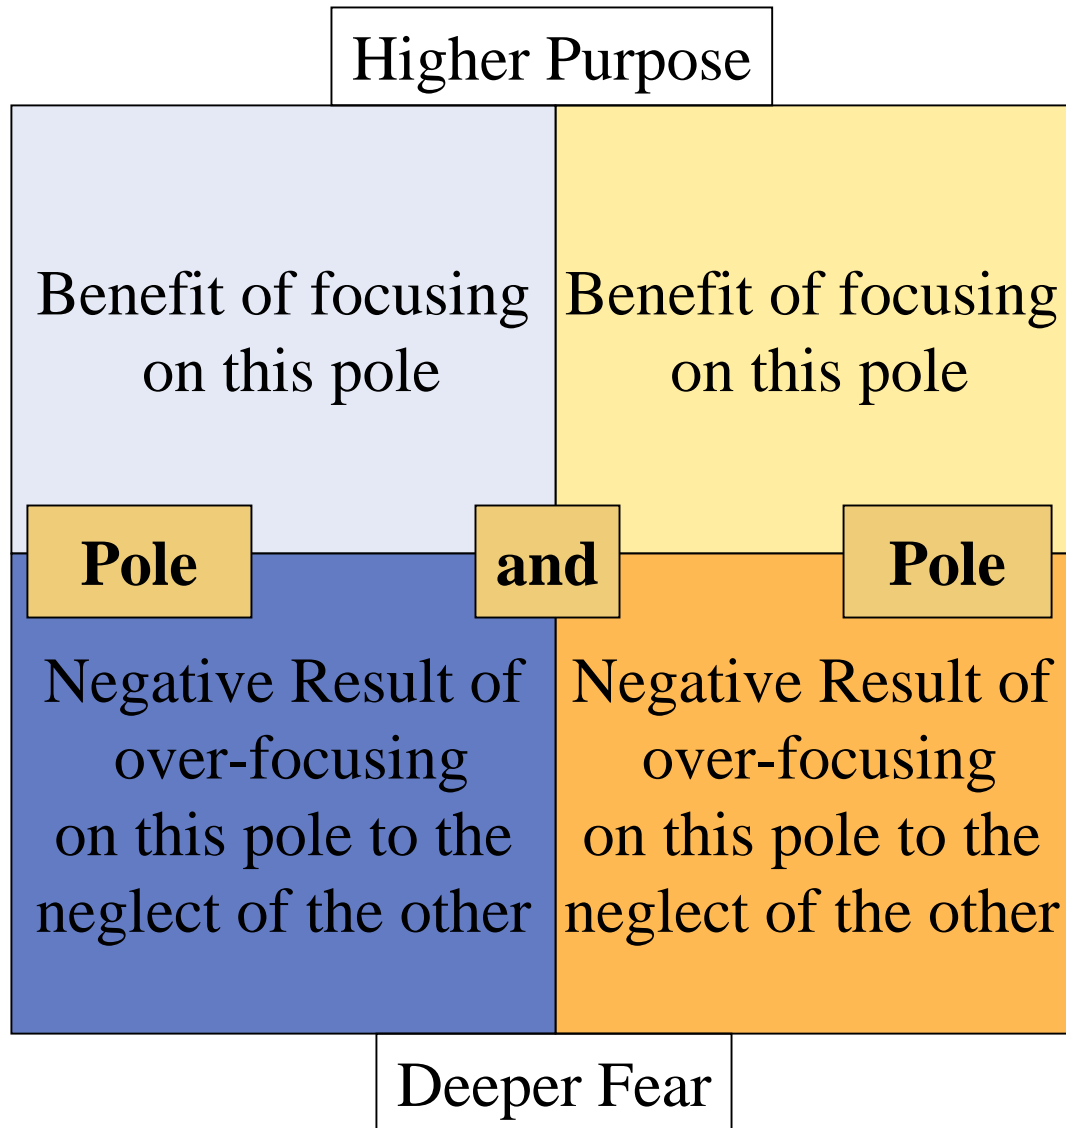 Higher Purpose
Benefit of focusing
on this pole
Benefit of focusing
on this pole
Pole
and
Pole
Negative Result of
over-focusing
on this pole to the
neglect of the other
Negative Result of
over-focusing
on this pole to the
neglect of the other
Deeper Fear